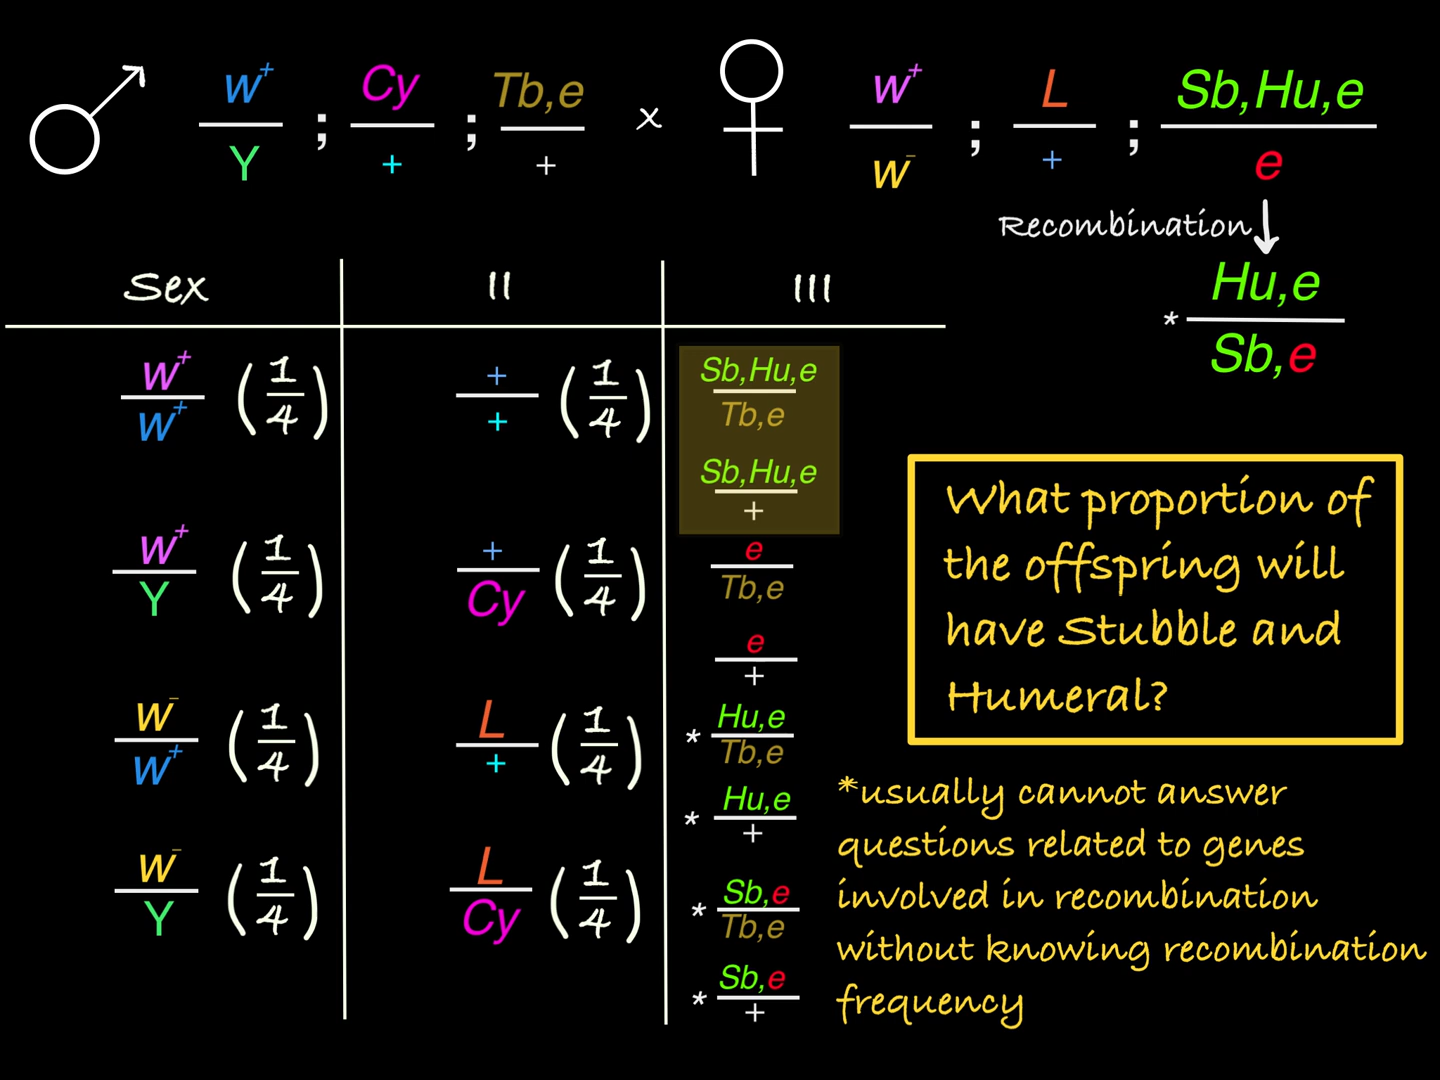 w⁺ ; Cy ; Tb,e x w⁺ ; L ; Sb,Hu,e
Y + + w⁻ + e
Recombination
Hu,e
* Sb,e
Sex II III
w⁺ (1/4) + (1/4) Sb,Hu,e
w⁺ + Tb,e
Sb,Hu,e
+
w⁺ (1/4) + (1/4) e
Y Cy Tb,e
e
+
w⁻ (1/4) L (1/4) * Hu,e
w⁺ + Tb,e
* Hu,e
+
w⁻ (1/4) L (1/4) * Sb,e
Y Cy Tb,e
* Sb,e
+
What proportion of
the offspring will
have Stubble and
Humeral?
*usually cannot answer
questions related to genes
involved in recombination
without knowing recombination
frequency